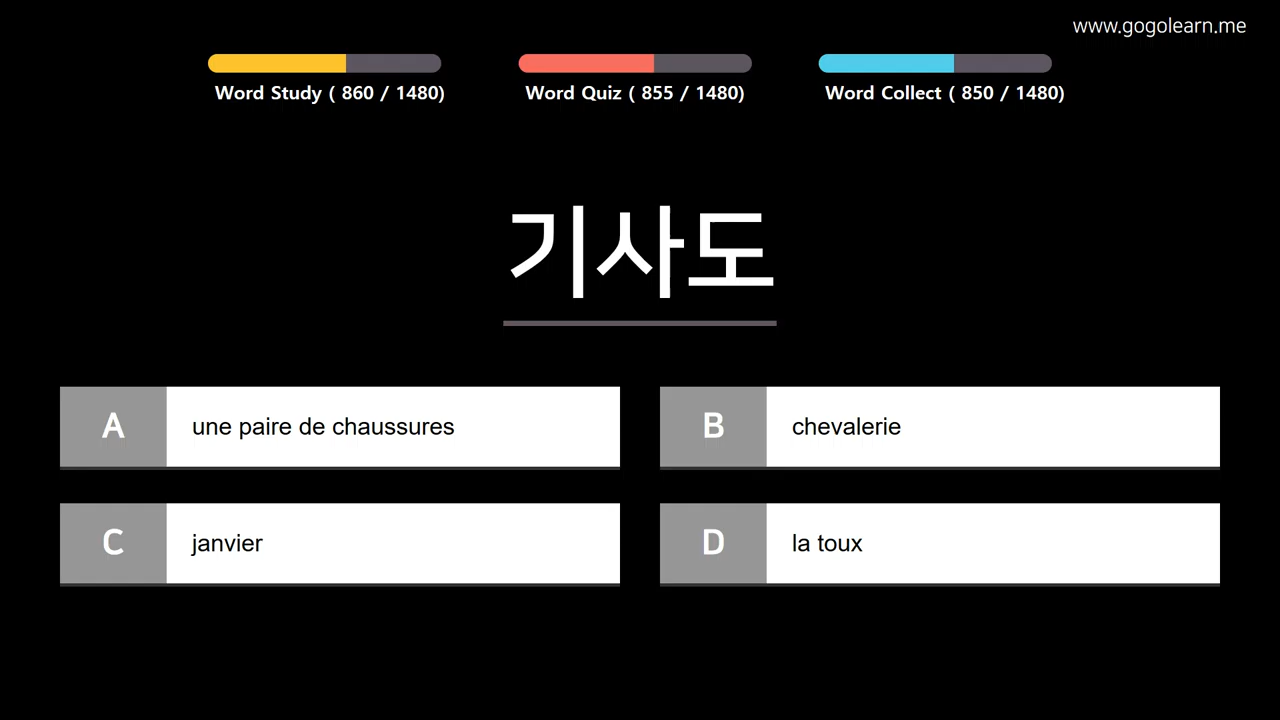 www.gogolearn.me
Word Study ( 860 / 1480)
Word Quiz ( 855 / 1480)
Word Collect ( 850 / 1480)
기사도
A une paire de chaussures
B chevalerie
C janvier
D la toux